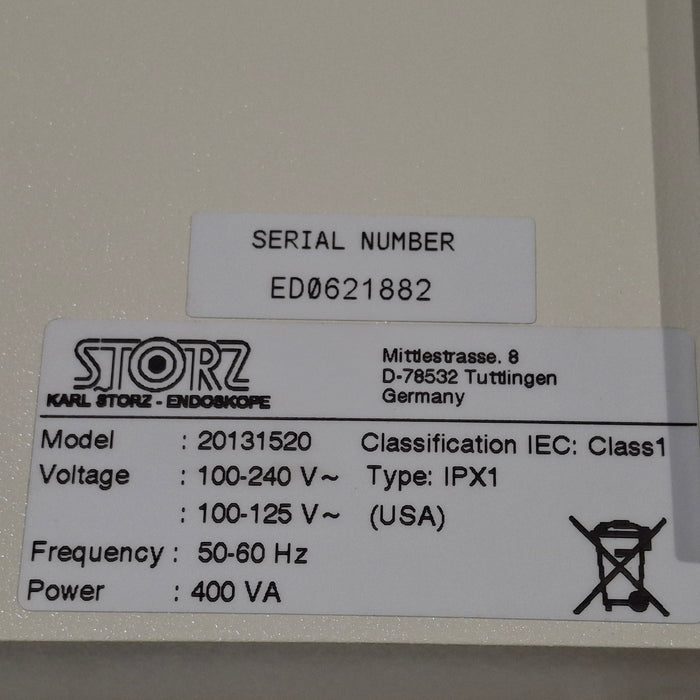 SERIAL NUMBER
ED0621882
STORZ
KARL STORZ - ENDOSKOPE
Mittlestrasse. 8
D-78532 Tuttlingen
Germany
Model : 20131520 Classification IEC: Class1
Voltage : 100-240 V~ Type: IPX1
: 100-125 V~ (USA)
Frequency : 50-60 Hz
Power : 400 VA